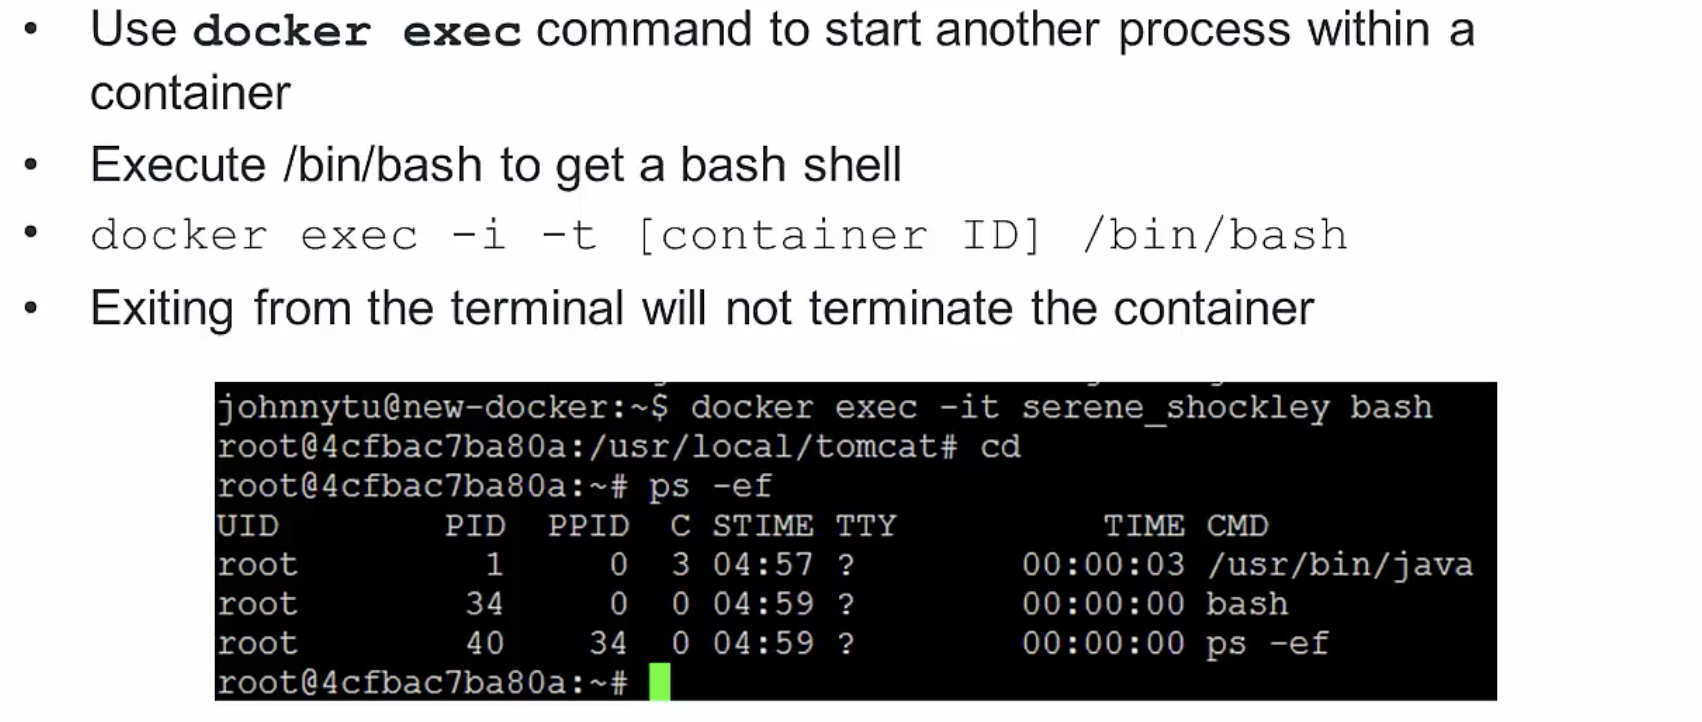 • Use docker exec command to start another process within a
container
• Execute /bin/bash to get a bash shell
• docker exec -i -t [container ID] /bin/bash
• Exiting from the terminal will not terminate the container
johnnytu@new-docker:~$ docker exec -it serene_shockley bash
root@4cfbac7ba80a:/usr/local/tomcat# cd
root@4cfbac7ba80a:~# ps -ef
UID        PID  PPID  C STIME TTY          TIME CMD
root         1     0  3 04:57 ?        00:00:03 /usr/bin/java
root        34     0  0 04:59 ?        00:00:00 bash
root        40    34  0 04:59 ?        00:00:00 ps -ef
root@4cfbac7ba80a:~#